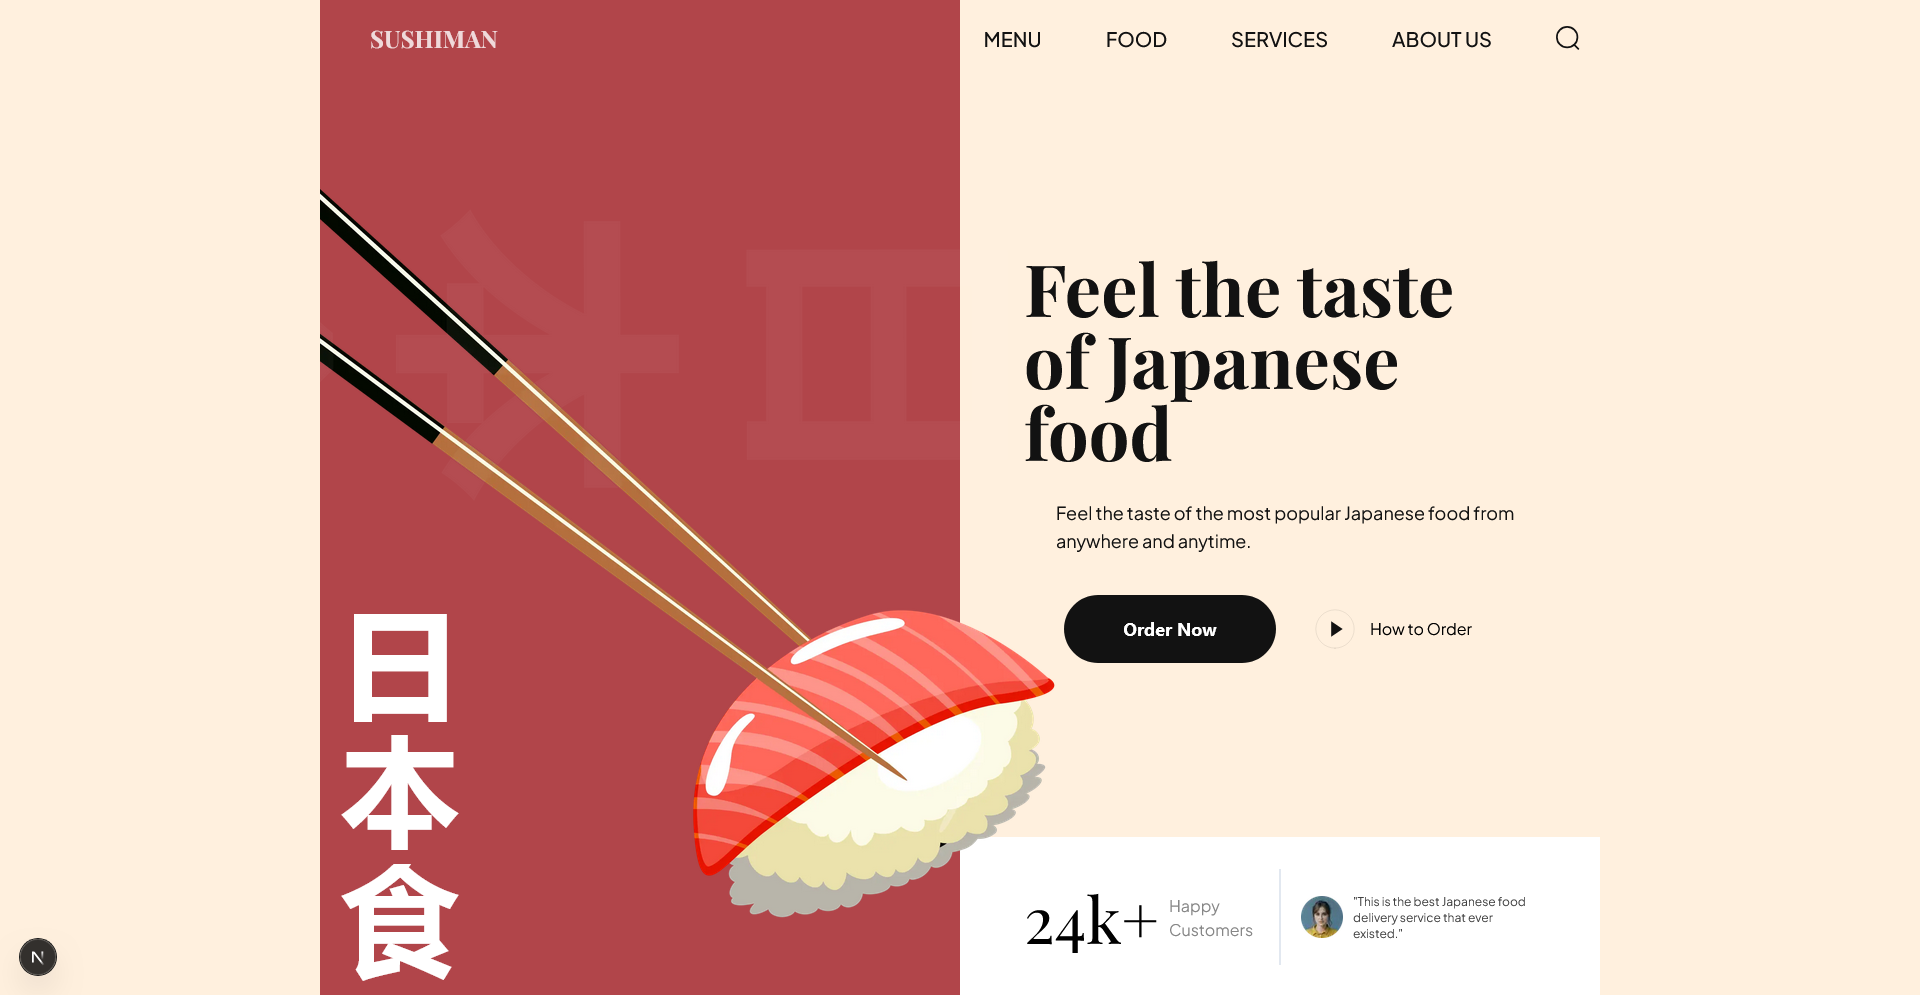 SUSHIMAN
MENU
FOOD
SERVICES
ABOUT US
Feel the taste
of Japanese
food
Feel the taste of the most popular Japanese food from
anywhere and anytime.
Order Now
How to Order
日
本
食
24k+
Happy
Customers
"This is the best Japanese food
delivery service that ever
existed."
N